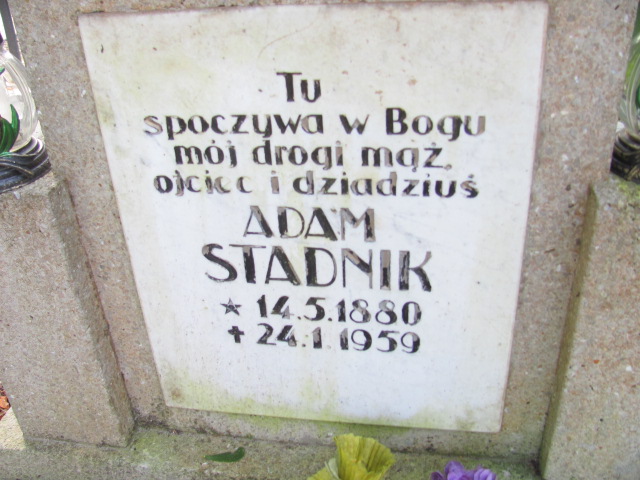 Tu
spoczywa w Bogu
mój drogi mąż,
ojciec i dziadziuś
ADAM
STADNIK
* 14.5.1880
✝ 24.1.1959